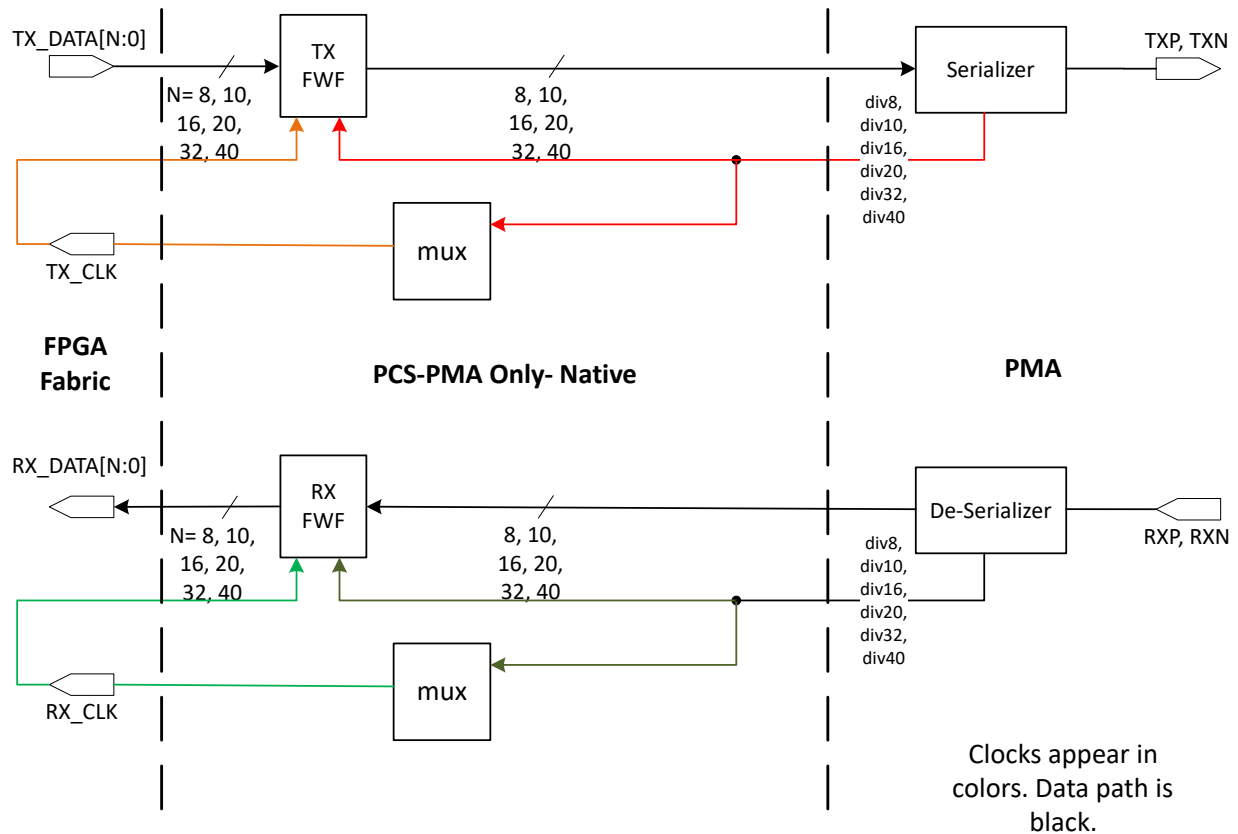 TX_DATA[N:0]
TX
FWF
Serializer
TXP, TXN
N= 8, 10,
16, 20,
32, 40
8, 10,
16, 20,
32, 40
div8,
div10,
div16,
div20,
div32,
div40
mux
TX_CLK
FPGA
Fabric
PCS-PMA Only- Native
PMA
RX_DATA[N:0]
RX
FWF
De-Serializer
RXP, RXN
N= 8, 10,
16, 20,
32, 40
8, 10,
16, 20,
32, 40
div8,
div10,
div16,
div20,
div32,
div40
mux
RX_CLK
Clocks appear in
colors. Data path is
black.